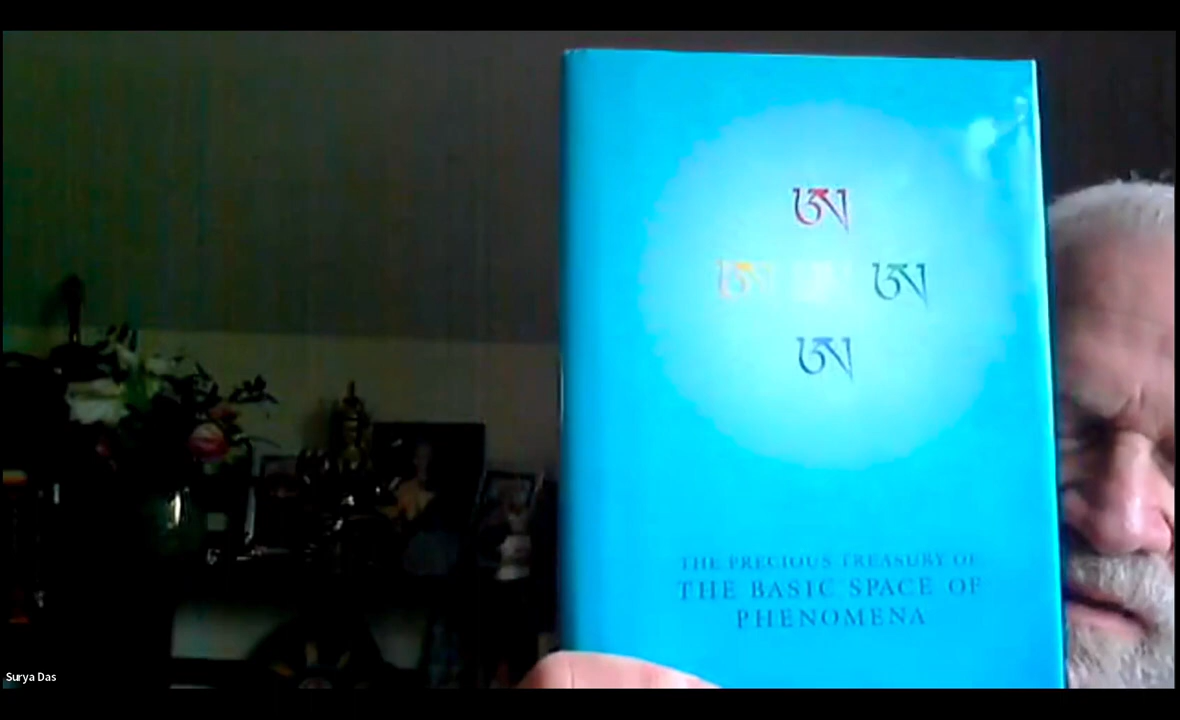 ཨ
ཨ ཨ ཨ
ཨ
THE PRECIOUS TREASURY OF
THE BASIC SPACE OF
PHENOMENA
Surya Das